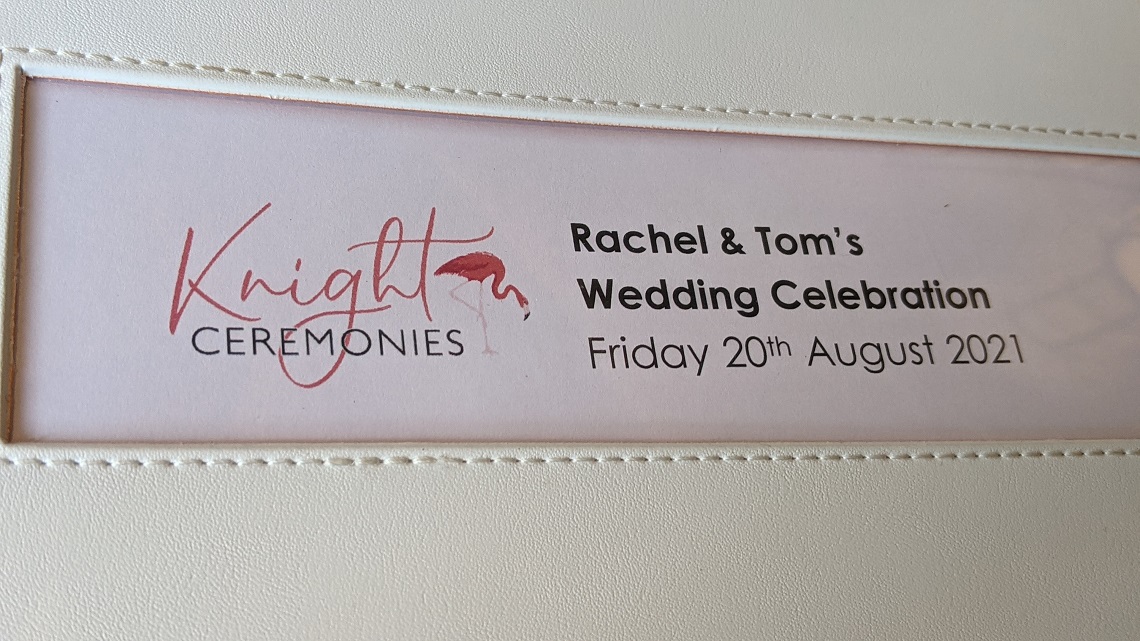 Knight
CEREMONIES
Rachel & Tom's
Wedding Celebration
Friday 20th August 2021